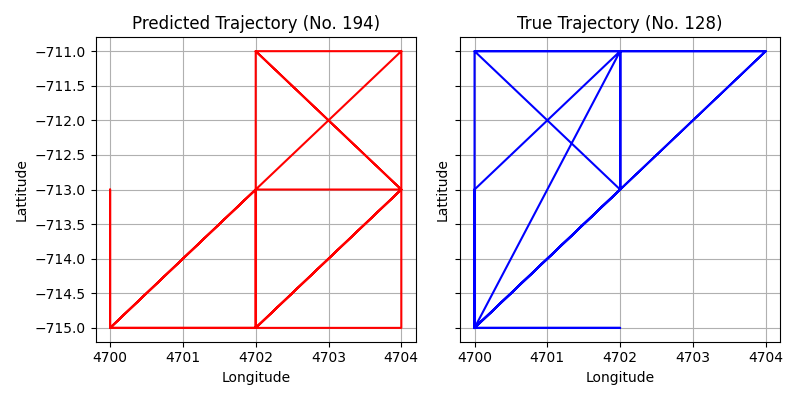 Predicted Trajectory (No. 194)
True Trajectory (No. 128)
−711.0
−711.5
−712.0
−712.5
−713.0
−713.5
−714.0
−714.5
−715.0
Lattitude
Lattitude
4700 4701 4702 4703 4704
4700 4701 4702 4703 4704
Longitude
Longitude